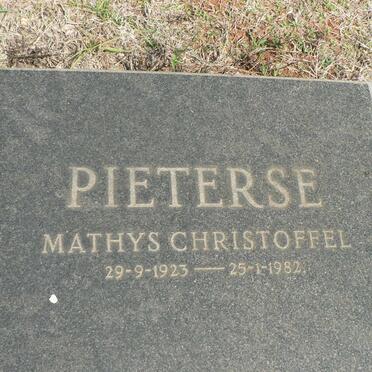 PIETERSE
MATHYS CHRISTOFFEL
29-9-1923 — 25-1-1982.